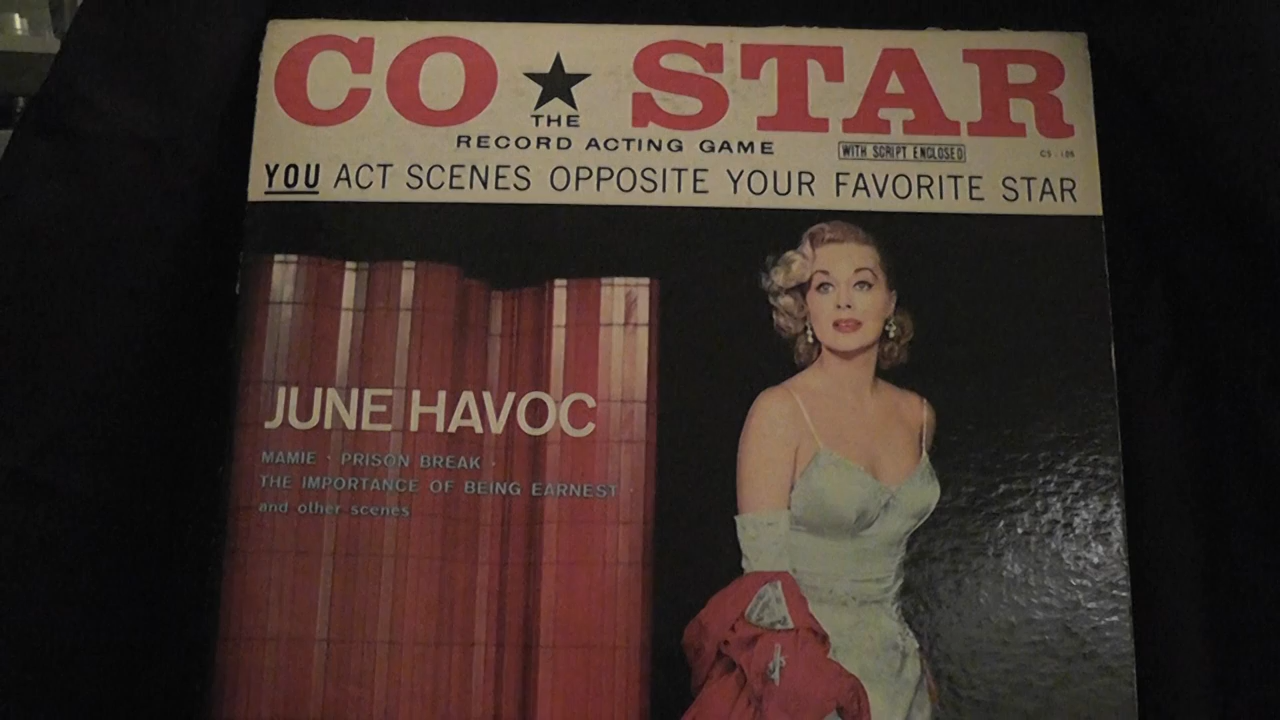 CO ★ STAR
THE
RECORD ACTING GAME
WITH SCRIPT ENCLOSED
YOU ACT SCENES OPPOSITE YOUR FAVORITE STAR
JUNE HAVOC
MAMIE · PRISON BREAK ·
THE IMPORTANCE OF BEING EARNEST ·
and other scenes